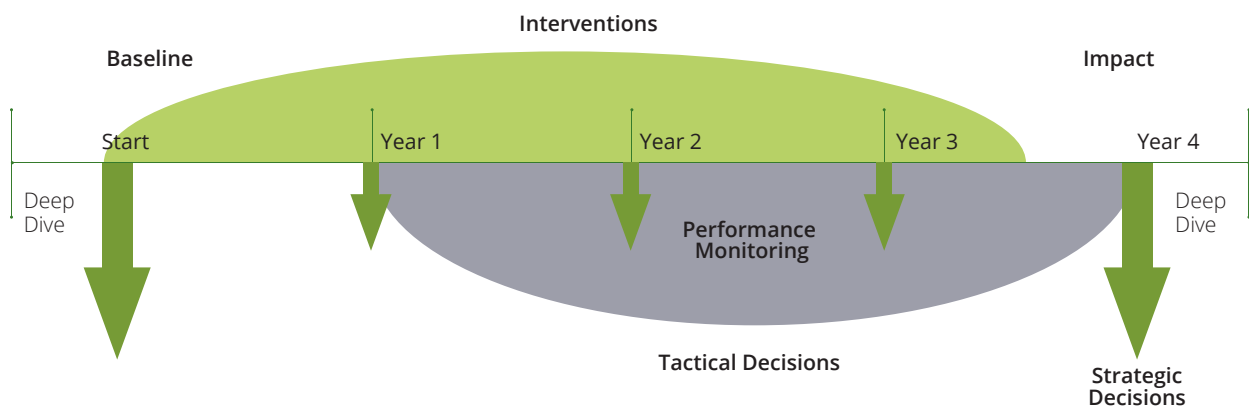 Interventions
Baseline
Impact
Start
Year 1
Year 2
Year 3
Year 4
Deep
Dive
Deep
Dive
Performance
Monitoring
Tactical Decisions
Strategic
Decisions